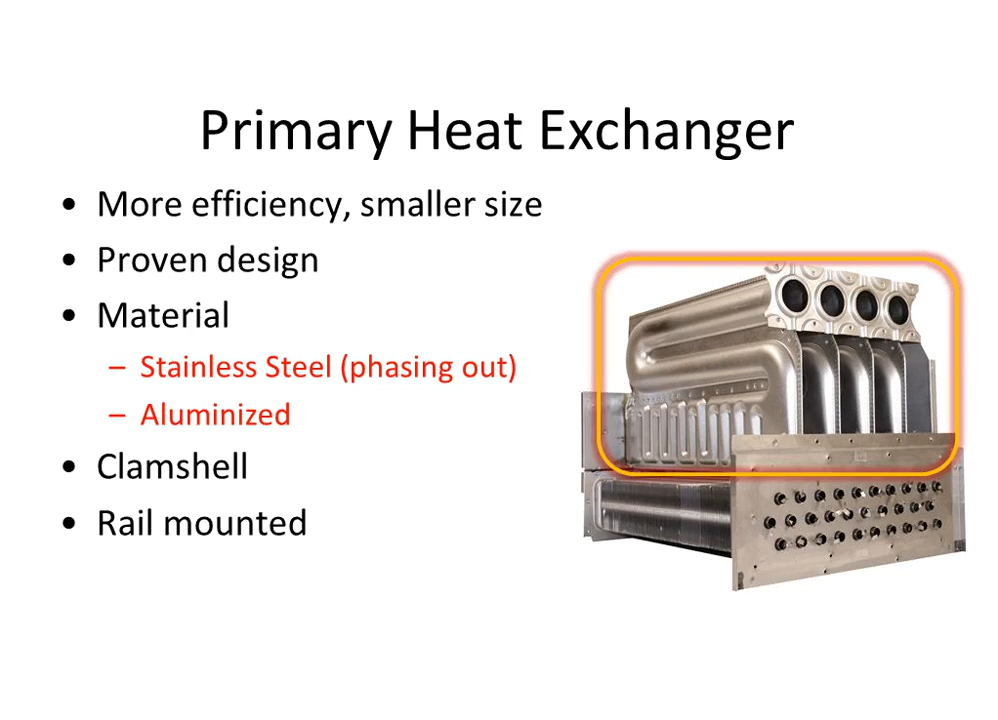 Primary Heat Exchanger
• More efficiency, smaller size
• Proven design
• Material
– Stainless Steel (phasing out)
– Aluminized
• Clamshell
• Rail mounted